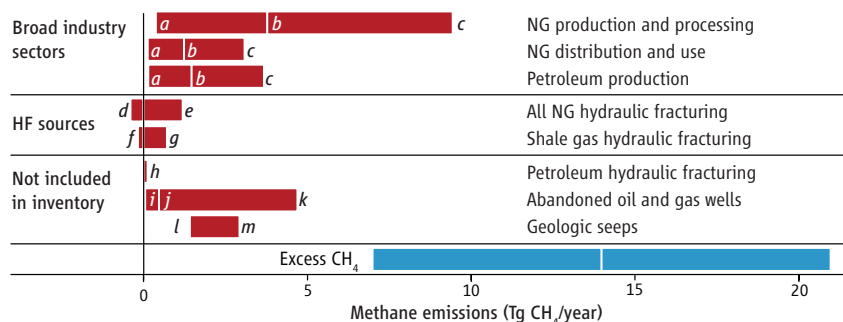 Broad industry
sectors
a b c NG production and processing
a b c NG distribution and use
a b c Petroleum production
HF sources
d e All NG hydraulic fracturing
f g Shale gas hydraulic fracturing
Not included
in inventory
h Petroleum hydraulic fracturing
i j k Abandoned oil and gas wells
l m Geologic seeps
Excess CH4
0 5 10 15 20
Methane emissions (Tg CH4/year)